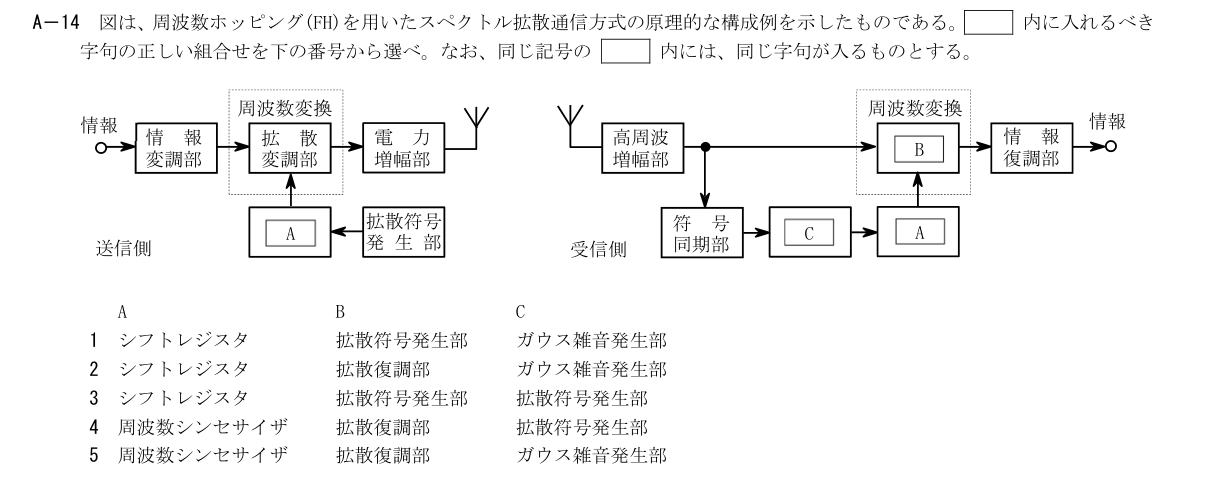 A－14 図は、周波数ホッピング(FH)を用いたスペクトル拡散通信方式の原理的な構成例を示したものである。 内に入れるべき
字句の正しい組合せを下の番号から選べ。なお、同じ記号の 内には、同じ字句が入るものとする。
情報
情報
変調部
周波数変換
拡散
変調部
電力
増幅部
A
拡散符号
発生部
送信側
高周波
増幅部
周波数変換
B
情報
復調部
情報
符号
同期部
C
A
受信側
A B C
1 シフトレジスタ 拡散符号発生部 ガウス雑音発生部
2 シフトレジスタ 拡散復調部 ガウス雑音発生部
3 シフトレジスタ 拡散符号発生部 拡散符号発生部
4 周波数シンセサイザ 拡散復調部 拡散符号発生部
5 周波数シンセサイザ 拡散復調部 ガウス雑音発生部